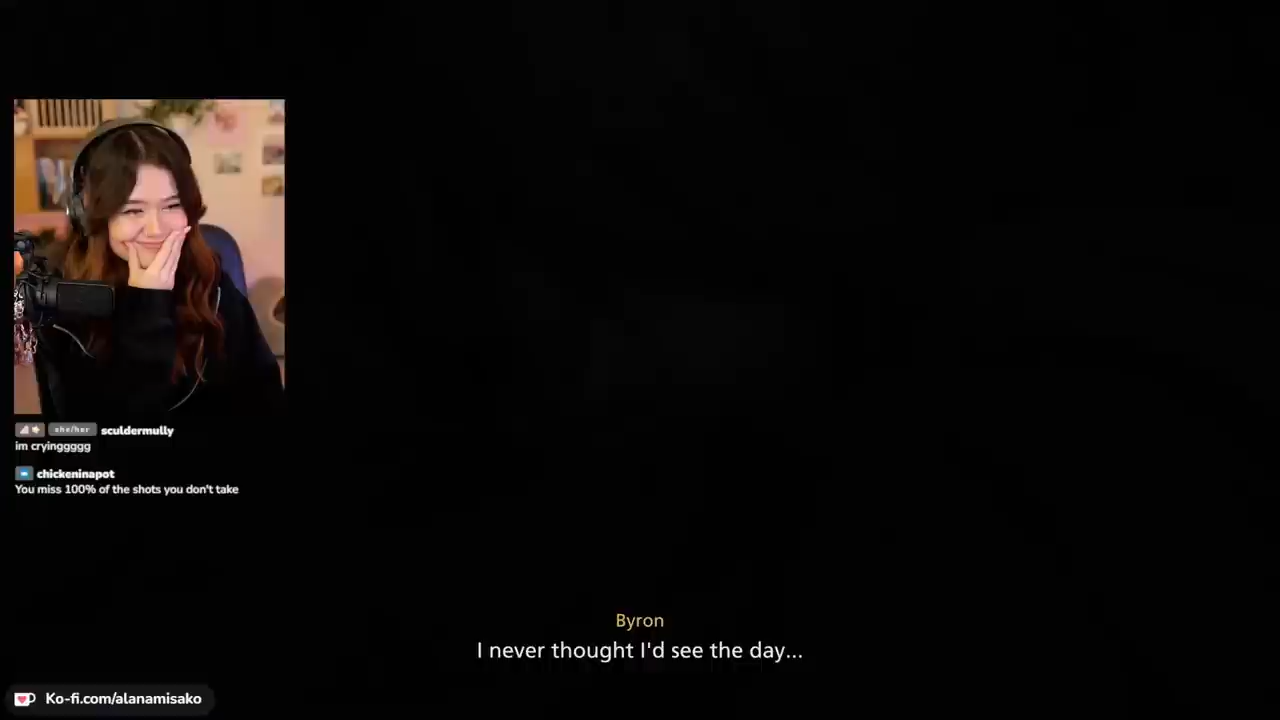 she/her sculdermully
im cryinggggg
chickeninapot
You miss 100% of the shots you don't take
Byron
I never thought I'd see the day...
Ko-fi.com/alanamisako